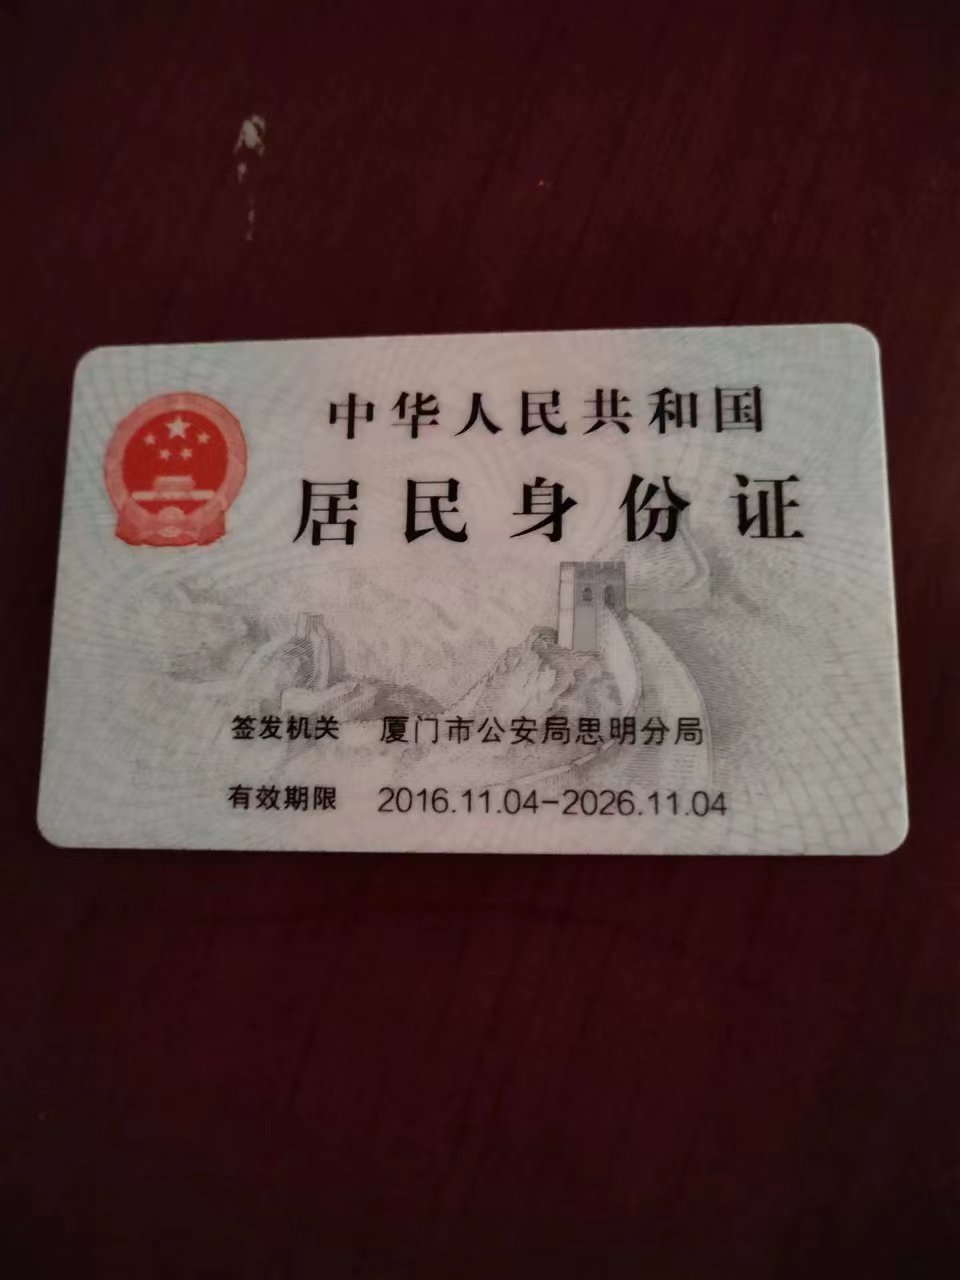 中华人民共和国
居民身份证
签发机关 厦门市公安局思明分局
有效期限 2016.11.04-2026.11.04